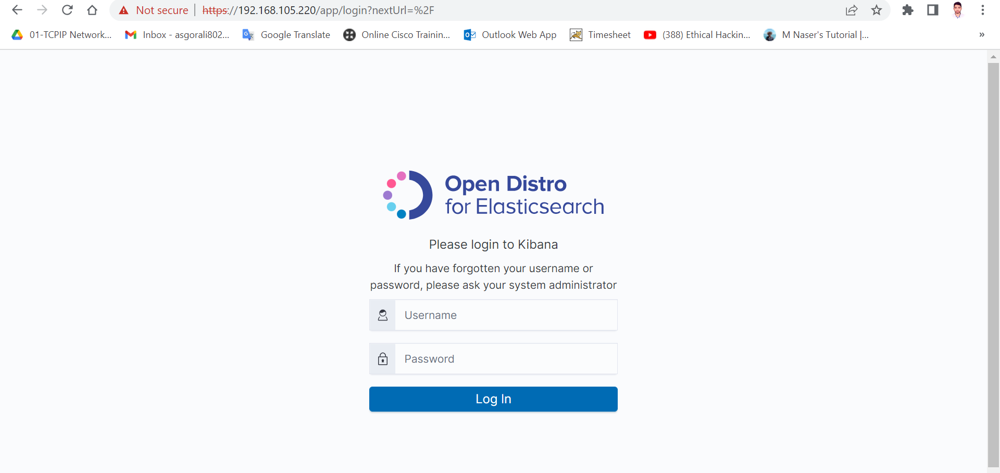 Not secure | https://192.168.105.220/app/login?nextUrl=%2F
01-TCPIP Network... Inbox - asgorali802... Google Translate Online Cisco Trainin... Outlook Web App Timesheet (388) Ethical Hackin... M Naser's Tutorial |... »
Open Distro
for Elasticsearch
Please login to Kibana
If you have forgotten your username or
password, please ask your system administrator
Username
Password
Log In